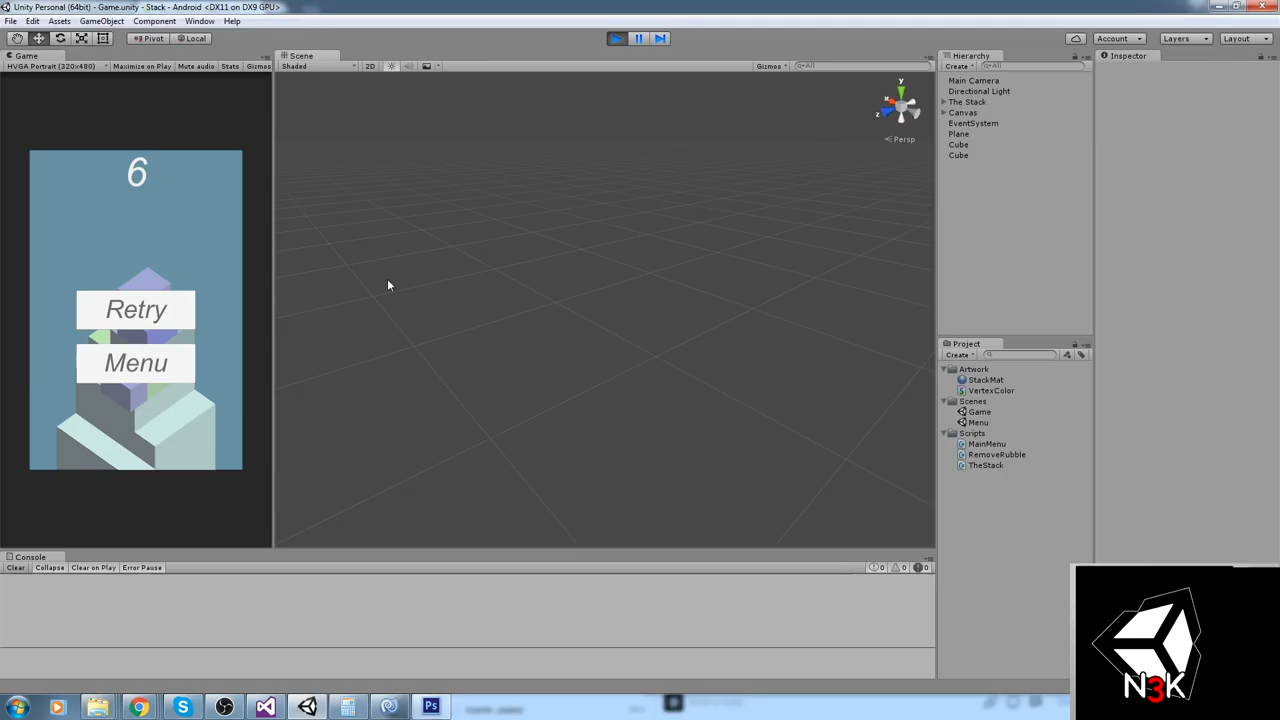 Unity Personal (64bit) - Game.unity - Stack - Android <DX11 on DX9 GPU>
File Edit Assets GameObject Component Window Help
Pivot Local Account Layers Layout
Game Scene Hierarchy Inspector
HVGA Portrait (320x480) Maximize on Play Mute audio Stats Gizmos Shaded 2D Gizmos All Create All
Main Camera
Directional Light
The Stack
Canvas
EventSystem
Plane
Cube
Cube
y
x
z
Persp
6
Retry
Menu
Project
Create
Artwork
StackMat
VertexColor
Scenes
Game
Menu
Scripts
MainMenu
RemoveRubble
TheStack
Console
Clear Collapse Clear on Play Error Pause 0 0 0
N3K
Ps